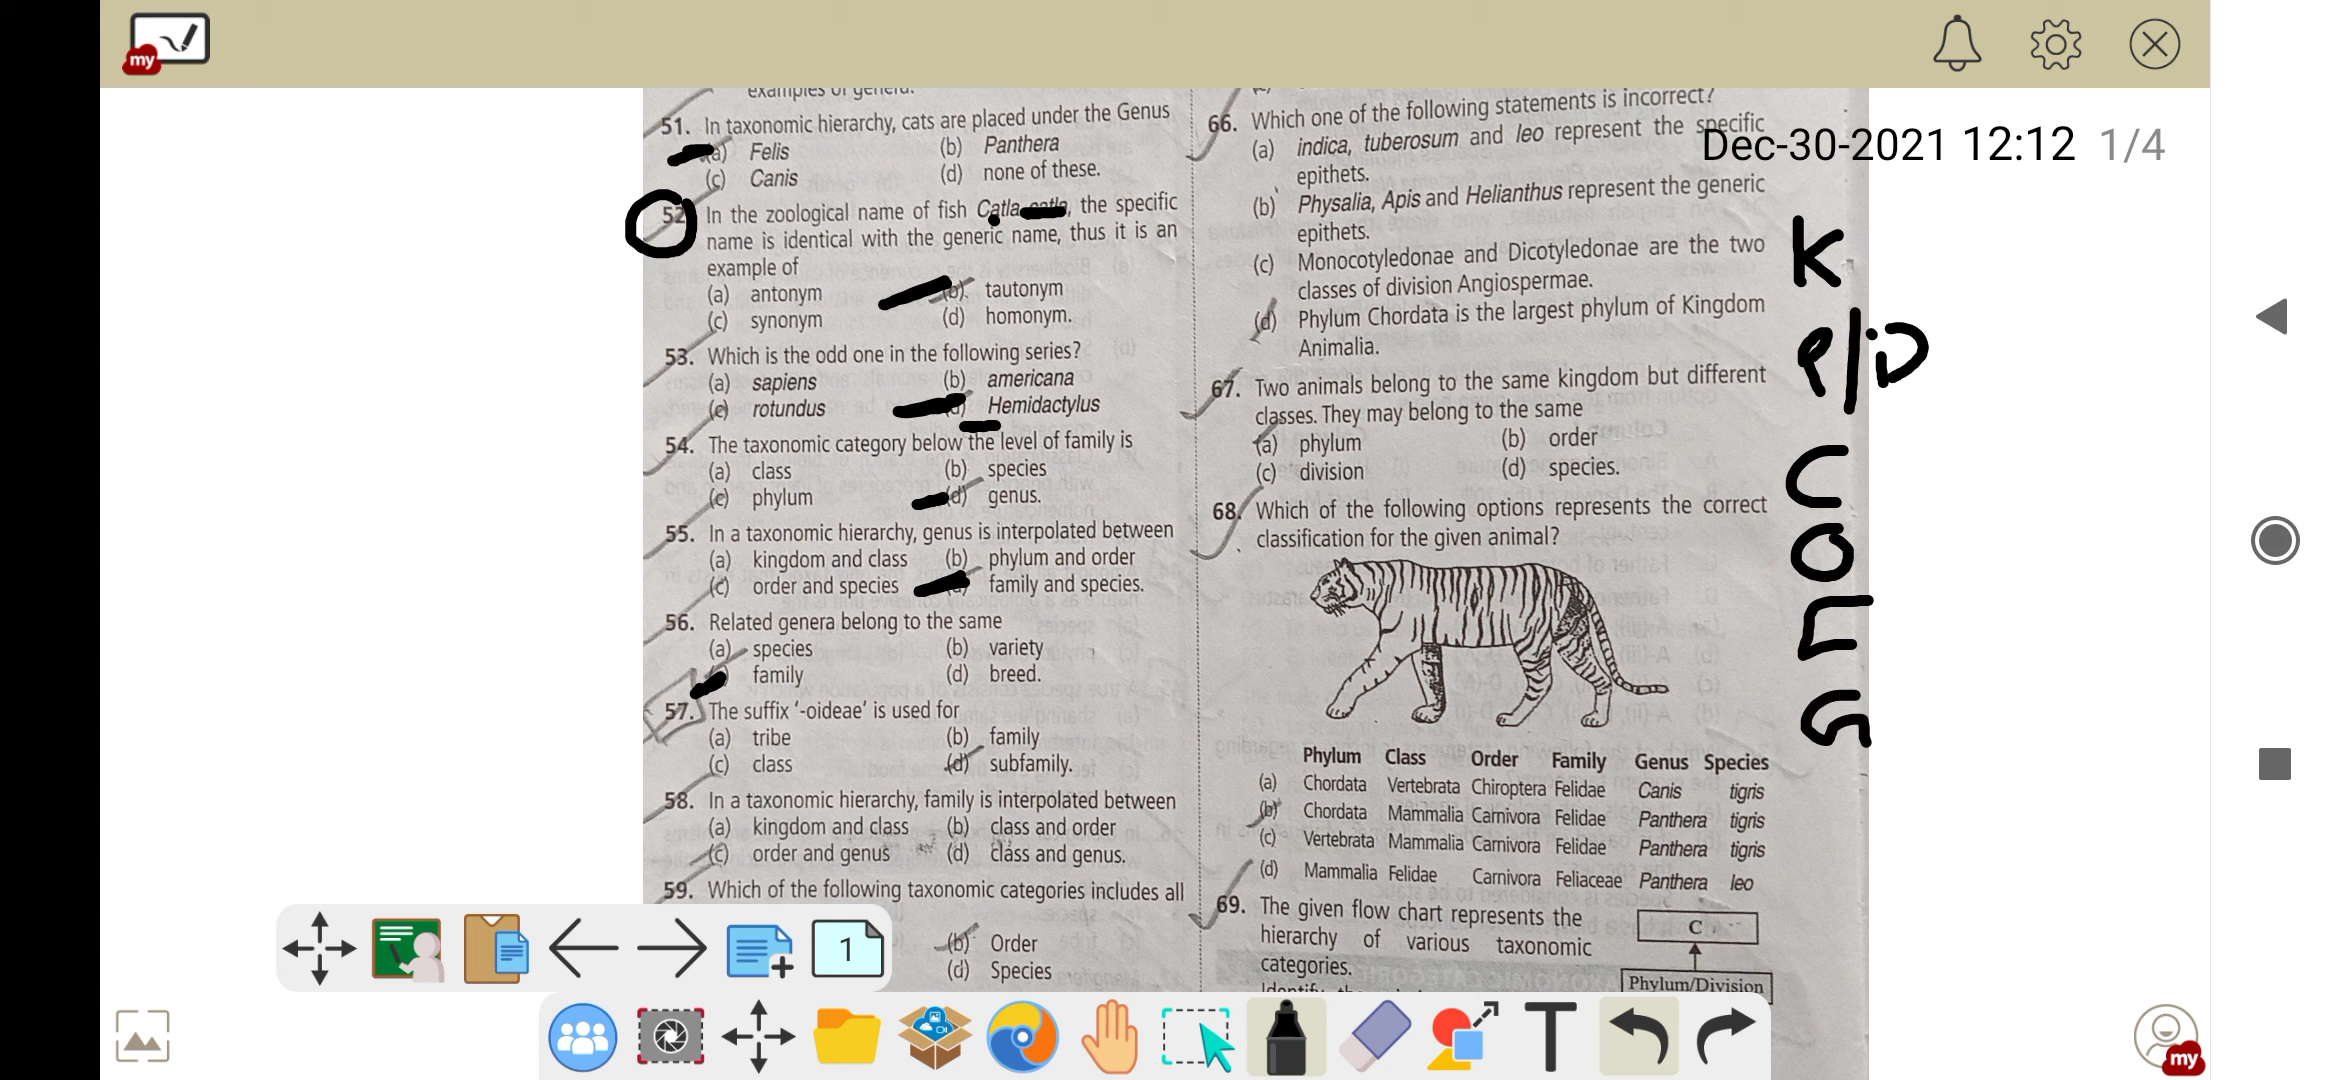 my
Dec-30-2021 12:12 1/4
examples of genera.
51. In taxonomic hierarchy, cats are placed under the Genus
(a) Felis (b) Panthera
(c) Canis (d) none of these.
52. In the zoological name of fish Catla catla, the specific
name is identical with the generic name, thus it is an
example of
(a) antonym (b) tautonym
(c) synonym (d) homonym.
53. Which is the odd one in the following series?
(a) sapiens (b) americana
(c) rotundus (d) Hemidactylus
54. The taxonomic category below the level of family is
(a) class (b) species
(c) phylum (d) genus.
55. In a taxonomic hierarchy, genus is interpolated between
(a) kingdom and class (b) phylum and order
(c) order and species (d) family and species.
56. Related genera belong to the same
(a) species (b) variety
family (d) breed.
57. The suffix '-oideae' is used for
(a) tribe (b) family
(c) class (d) subfamily.
58. In a taxonomic hierarchy, family is interpolated between
(a) kingdom and class (b) class and order
(c) order and genus (d) class and genus.
59. Which of the following taxonomic categories includes all
(b) Order
(d) Species
66. Which one of the following statements is incorrect?
(a) indica, tuberosum and leo represent the specific
epithets.
(b) Physalia, Apis and Helianthus represent the generic
epithets.
(c) Monocotyledonae and Dicotyledonae are the two
classes of division Angiospermae.
(d) Phylum Chordata is the largest phylum of Kingdom
Animalia.
67. Two animals belong to the same kingdom but different
classes. They may belong to the same
(a) phylum (b) order
(c) division (d) species.
68. Which of the following options represents the correct
classification for the given animal?
Phylum Class Order Family Genus Species
(a) Chordata Vertebrata Chiroptera Felidae Canis tigris
(b) Chordata Mammalia Carnivora Felidae Panthera tigris
(c) Vertebrata Mammalia Carnivora Felidae Panthera tigris
(d) Mammalia Felidae Carnivora Feliaceae Panthera leo
69. The given flow chart represents the
hierarchy of various taxonomic
categories.
C
Phylum/Division
K
P/D
C
O
F
G
1
T
my